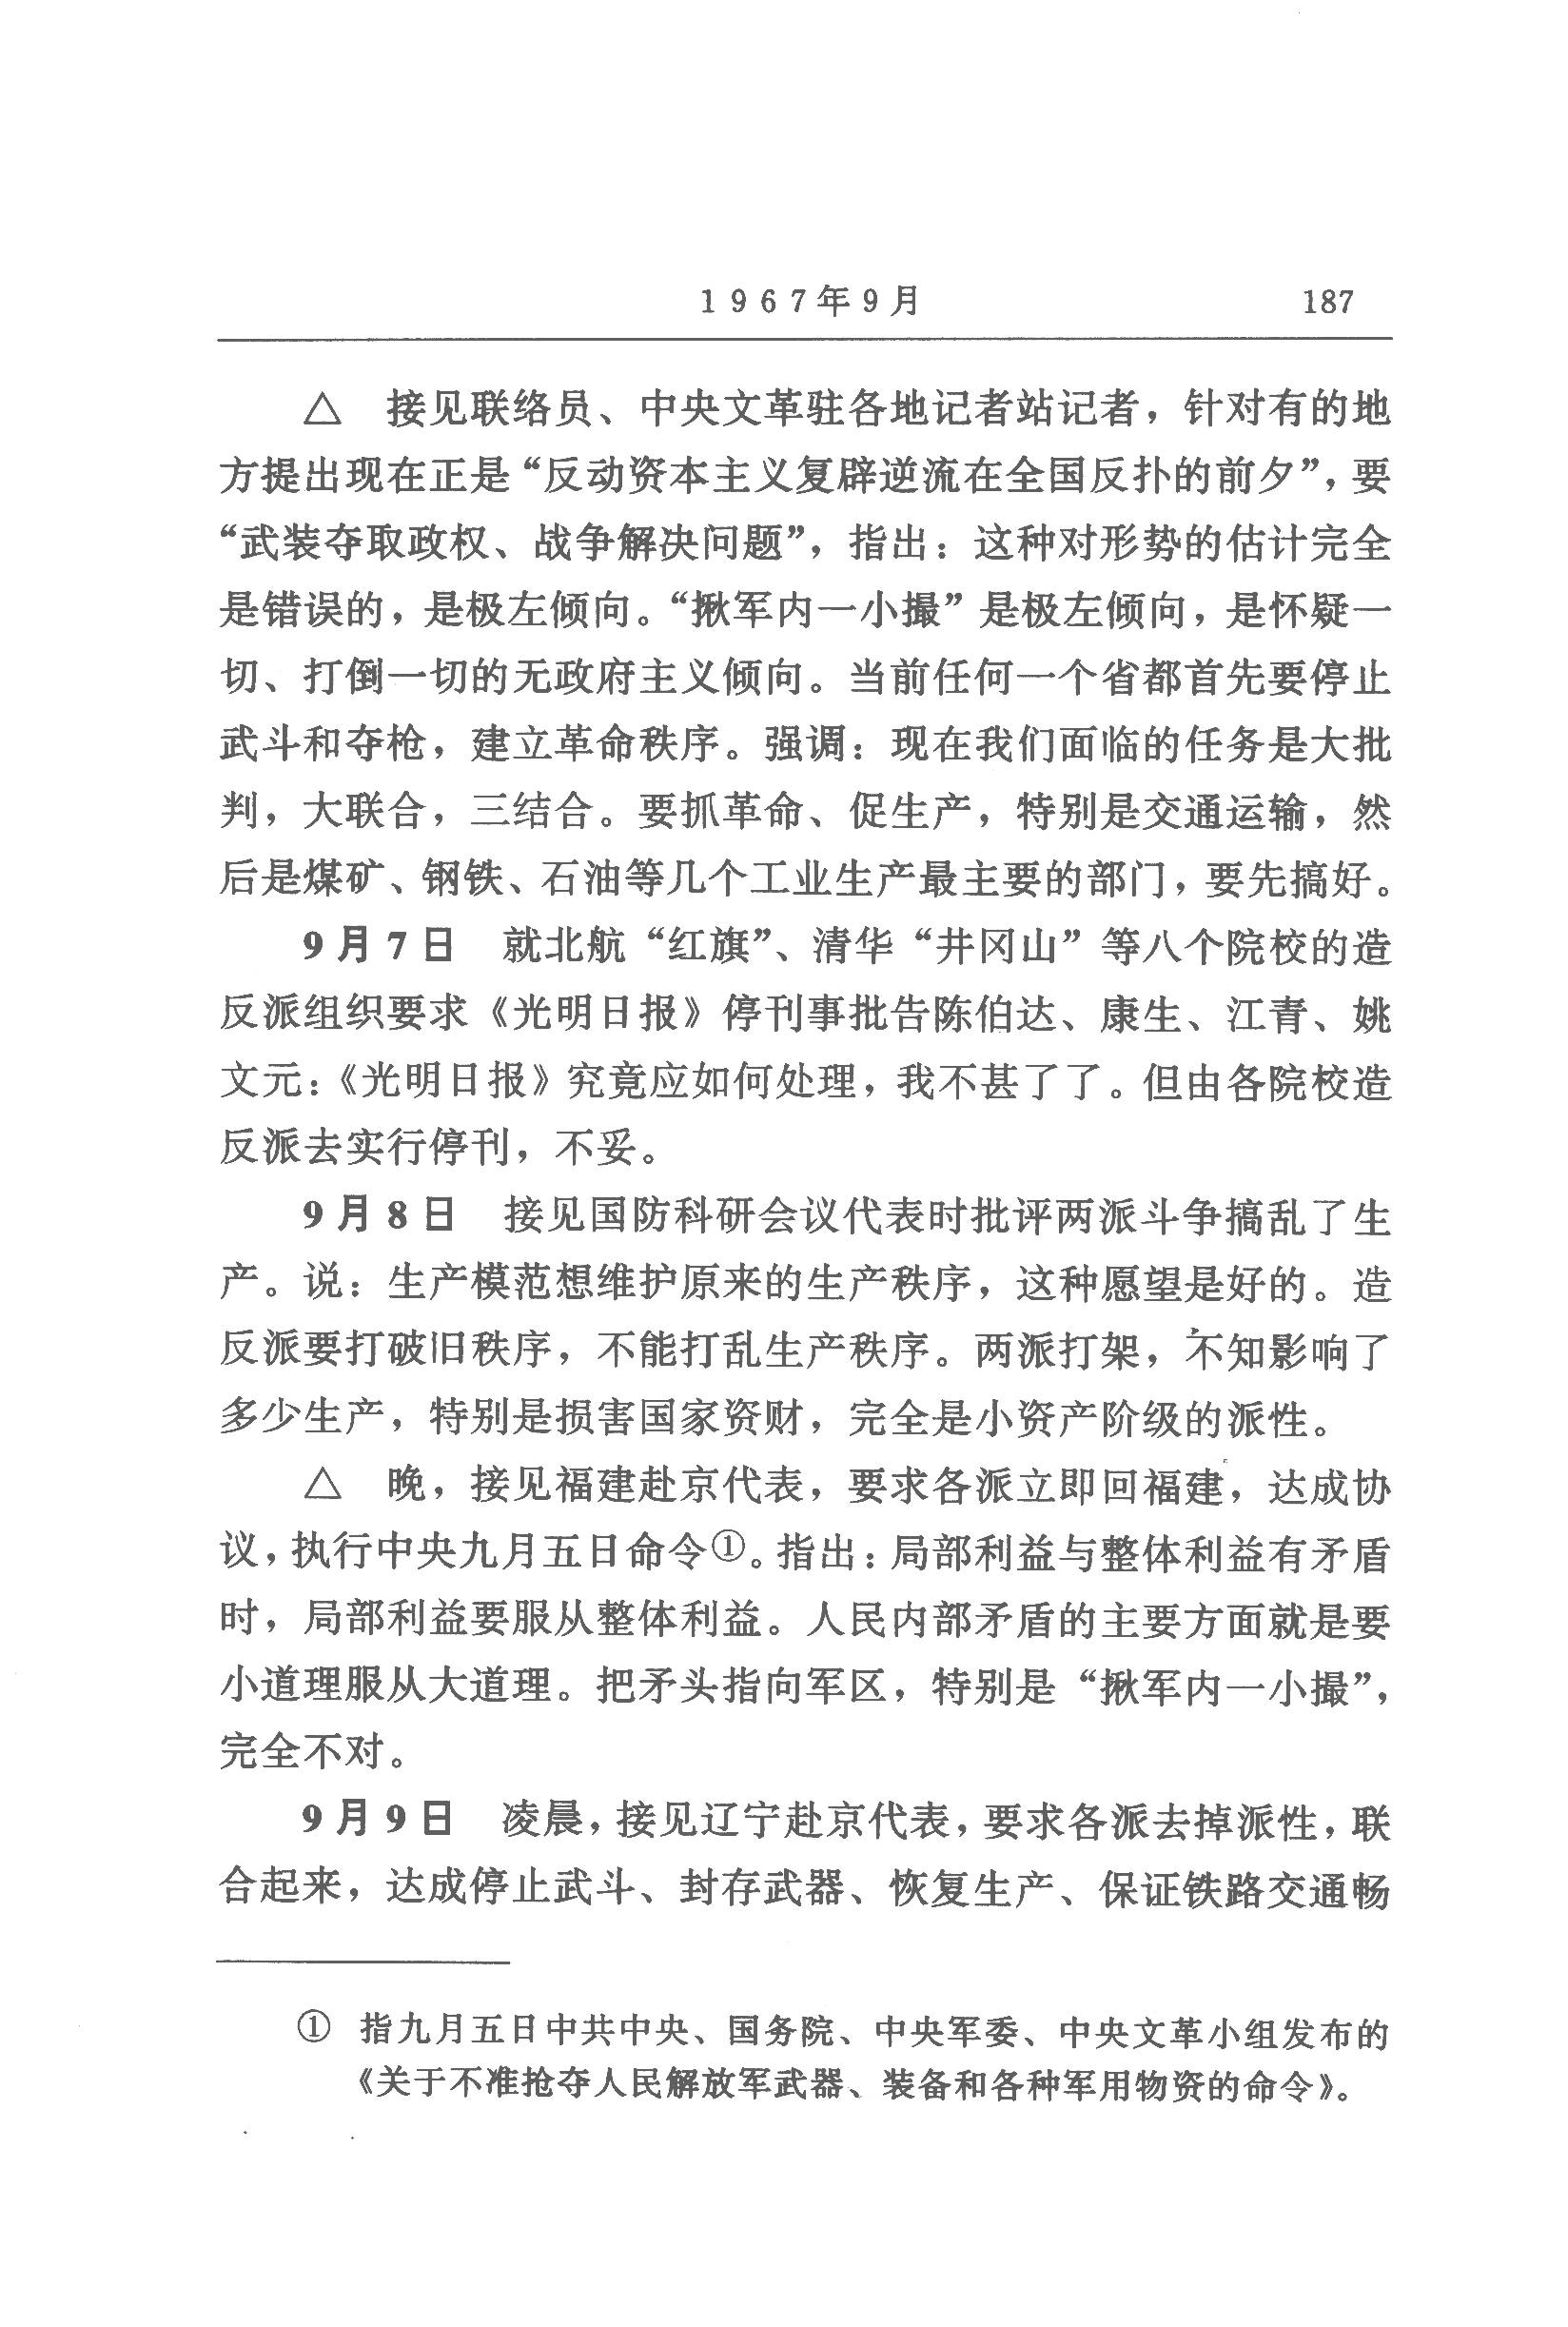 1967年9月 187
△ 接见联络员、中央文革驻各地记者站记者，针对有的地
方提出现在正是“反动资本主义复辟逆流在全国反扑的前夕”，要
“武装夺取政权、战争解决问题”，指出：这种对形势的估计完全
是错误的，是极左倾向。“揪军内一小撮”是极左倾向，是怀疑一
切、打倒一切的无政府主义倾向。当前任何一个省都首先要停止
武斗和夺枪，建立革命秩序。强调：现在我们面临的任务是大批
判，大联合，三结合。要抓革命、促生产，特别是交通运输，然
后是煤矿、钢铁、石油等几个工业生产最主要的部门，要先搞好。
9月7日 就北航“红旗”、清华“井冈山”等八个院校的造
反派组织要求《光明日报》停刊事批告陈伯达、康生、江青、姚
文元：《光明日报》究竟应如何处理，我不甚了了。但由各院校造
反派去实行停刊，不妥。
9月8日 接见国防科研会议代表时批评两派斗争搞乱了生
产。说：生产模范想维护原来的生产秩序，这种愿望是好的。造
反派要打破旧秩序，不能打乱生产秩序。两派打架，不知影响了
多少生产，特别是损害国家资财，完全是小资产阶级的派性。
△ 晚，接见福建赴京代表，要求各派立即回福建，达成协
议，执行中央九月五日命令①。指出：局部利益与整体利益有矛盾
时，局部利益要服从整体利益。人民内部矛盾的主要方面就是要
小道理服从大道理。把矛头指向军区，特别是“揪军内一小撮”，
完全不对。
9月9日 凌晨，接见辽宁赴京代表，要求各派去掉派性，联
合起来，达成停止武斗、封存武器、恢复生产、保证铁路交通畅
① 指九月五日中共中央、国务院、中央军委、中央文革小组发布的
《关于不准抢夺人民解放军武器、装备和各种军用物资的命令》。